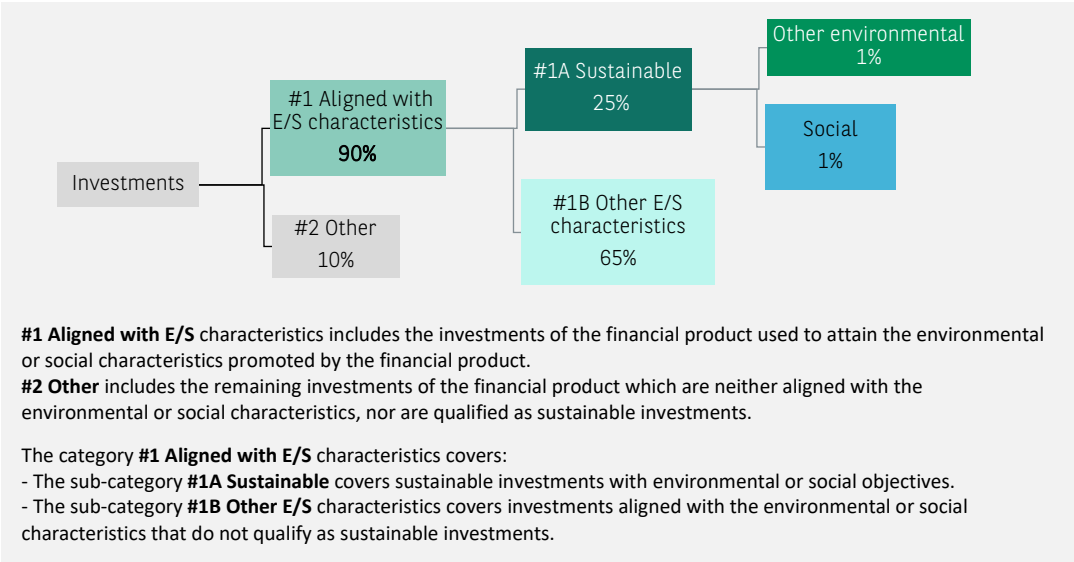 Investments
#1 Aligned with
E/S characteristics
90%
#2 Other
10%
#1A Sustainable
25%
#1B Other E/S
characteristics
65%
Other environmental
1%
Social
1%
#1 Aligned with E/S characteristics includes the investments of the financial product used to attain the environmental
or social characteristics promoted by the financial product.
#2 Other includes the remaining investments of the financial product which are neither aligned with the
environmental or social characteristics, nor are qualified as sustainable investments.
The category #1 Aligned with E/S characteristics covers:
- The sub-category #1A Sustainable covers sustainable investments with environmental or social objectives.
- The sub-category #1B Other E/S characteristics covers investments aligned with the environmental or social
characteristics that do not qualify as sustainable investments.